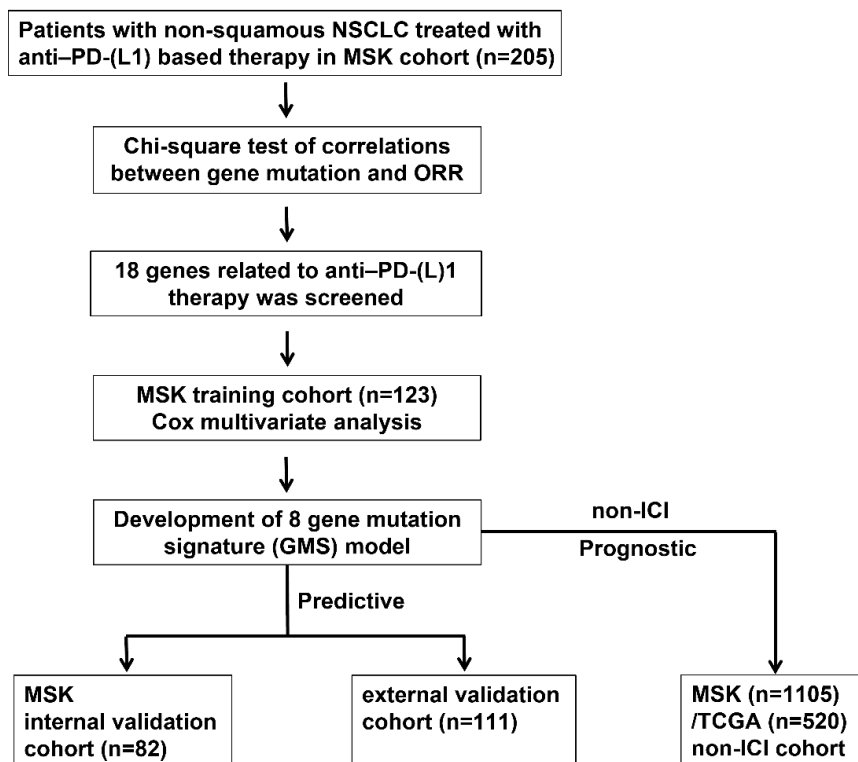 Patients with non-squamous NSCLC treated with
anti–PD-(L1) based therapy in MSK cohort (n=205)
Chi-square test of correlations
between gene mutation and ORR
18 genes related to anti–PD-(L)1
therapy was screened
MSK training cohort (n=123)
Cox multivariate analysis
Development of 8 gene mutation
signature (GMS) model
non-ICI
Prognostic
Predictive
MSK
internal validation
cohort (n=82)
external validation
cohort (n=111)
MSK (n=1105)
/TCGA (n=520)
non-ICI cohort